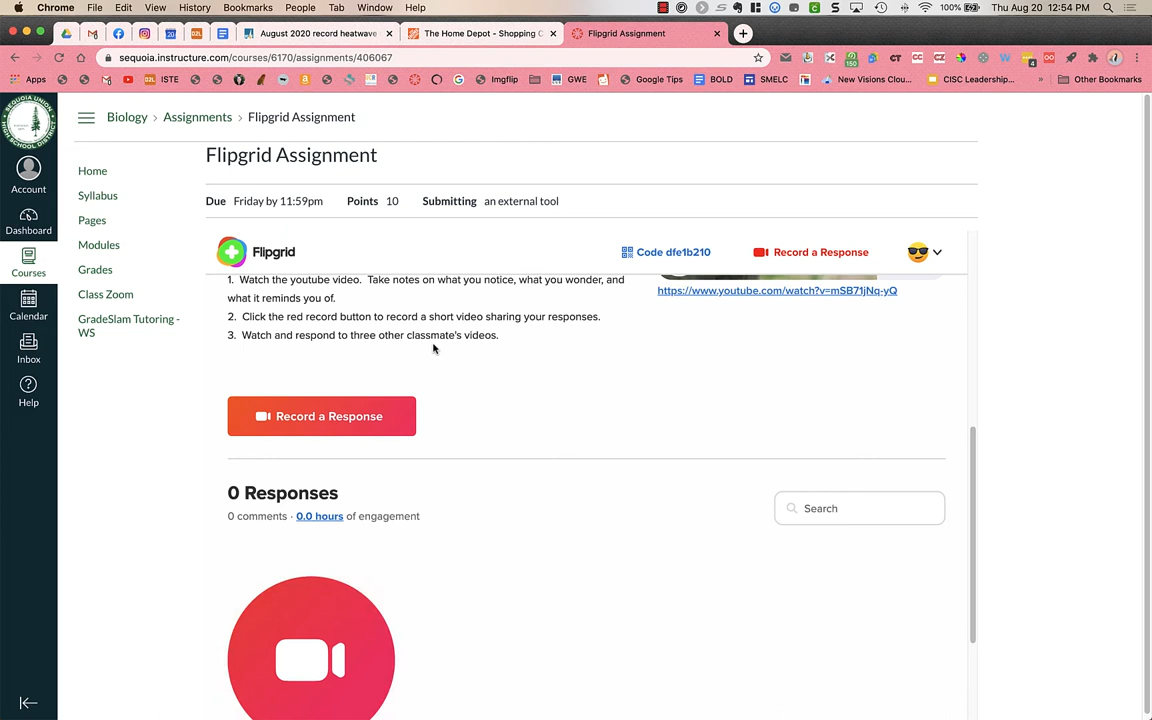 Chrome File Edit View History Bookmarks People Tab Window Help 100% Thu Aug 20 12:54 PM
August 2020 record heatwave The Home Depot - Shopping C Flipgrid Assignment
sequoia.instructure.com/courses/6170/assignments/406067
Apps ISTE Imgflip GWE Google Tips BOLD SMELC New Visions Clou... CISC Leadership... » Other Bookmarks
Biology > Assignments > Flipgrid Assignment
Flipgrid Assignment
Due Friday by 11:59pm Points 10 Submitting an external tool
Account
Dashboard
Courses
Calendar
Inbox
Help
Home
Syllabus
Pages
Modules
Grades
Class Zoom
GradeSlam Tutoring -
WS
Flipgrid Code dfe1b210 Record a Response
1. Watch the youtube video. Take notes on what you notice, what you wonder, and
what it reminds you of.
2. Click the red record button to record a short video sharing your responses.
3. Watch and respond to three other classmate's videos.
https://www.youtube.com/watch?v=mSB71jNq-yQ
Record a Response
0 Responses
0 comments · 0.0 hours of engagement
Search